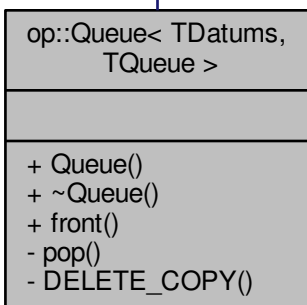 op::Queue< TDatums,
TQueue >
+ Queue()
+ ~Queue()
+ front()
- pop()
- DELETE_COPY()